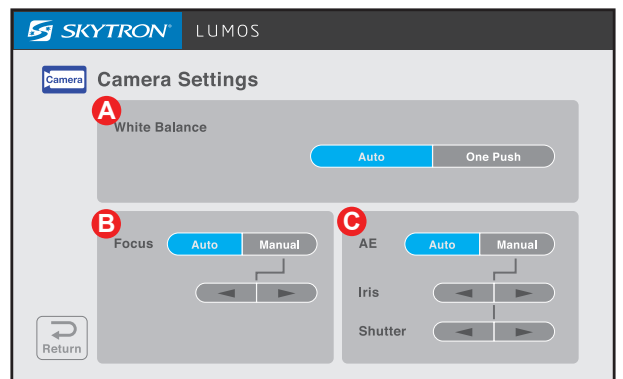 SKYTRON® LUMOS
Camera Camera Settings
A
White Balance
Auto One Push
B C
Focus Auto Manual AE Auto Manual
Iris
Shutter
Return